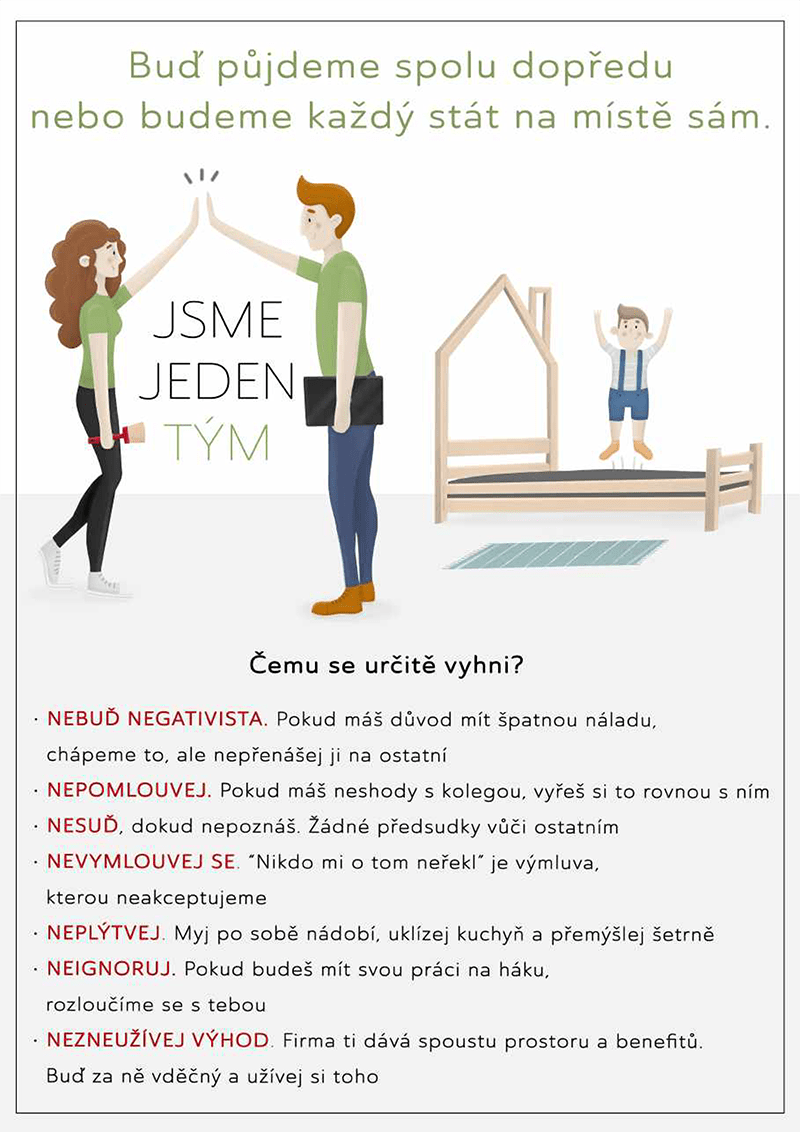 Buď půjdeme spolu dopředu
nebo budeme každý stát na místě sám.
JSME
JEDEN
TÝM
Čemu se určitě vyhni?
· NEBUĎ NEGATIVISTA. Pokud máš důvod mít špatnou náladu,
chápeme to, ale nepřenášej ji na ostatní
· NEPOMLOUVEJ. Pokud máš neshody s kolegou, vyřeš si to rovnou s ním
· NESUĎ, dokud nepoznáš. Žádné předsudky vůči ostatním
· NEVYMLOUVEJ SE. "Nikdo mi o tom neřekl" je výmluva,
kterou neakceptujeme
· NEPLÝTVEJ. Myj po sobě nádobí, uklízej kuchyň a přemýšlej šetrně
· NEIGNORUJ. Pokud budeš mít svou práci na háku,
rozloučíme se s tebou
· NEZNEUŽÍVEJ VÝHOD. Firma ti dává spoustu prostoru a benefitů.
Buď za ně vděčný a užívej si toho